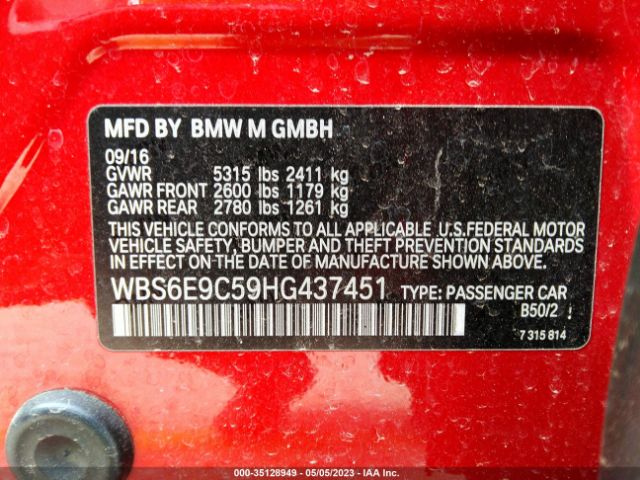 MFD BY BMW M GMBH
09/16
GVWR 5315 lbs 2411 kg
GAWR FRONT 2600 lbs 1179 kg
GAWR REAR 2780 lbs 1261 kg
THIS VEHICLE CONFORMS TO ALL APPLICABLE U.S.FEDERAL MOTOR
VEHICLE SAFETY, BUMPER AND THEFT PREVENTION STANDARDS
IN EFFECT ON THE DATE OF MANUFACTURE SHOWN ABOVE.
WBS6E9C59HG437451 TYPE: PASSENGER CAR
B50/2 !
7 315 814
000-35128949 - 05/05/2023 - IAA Inc.